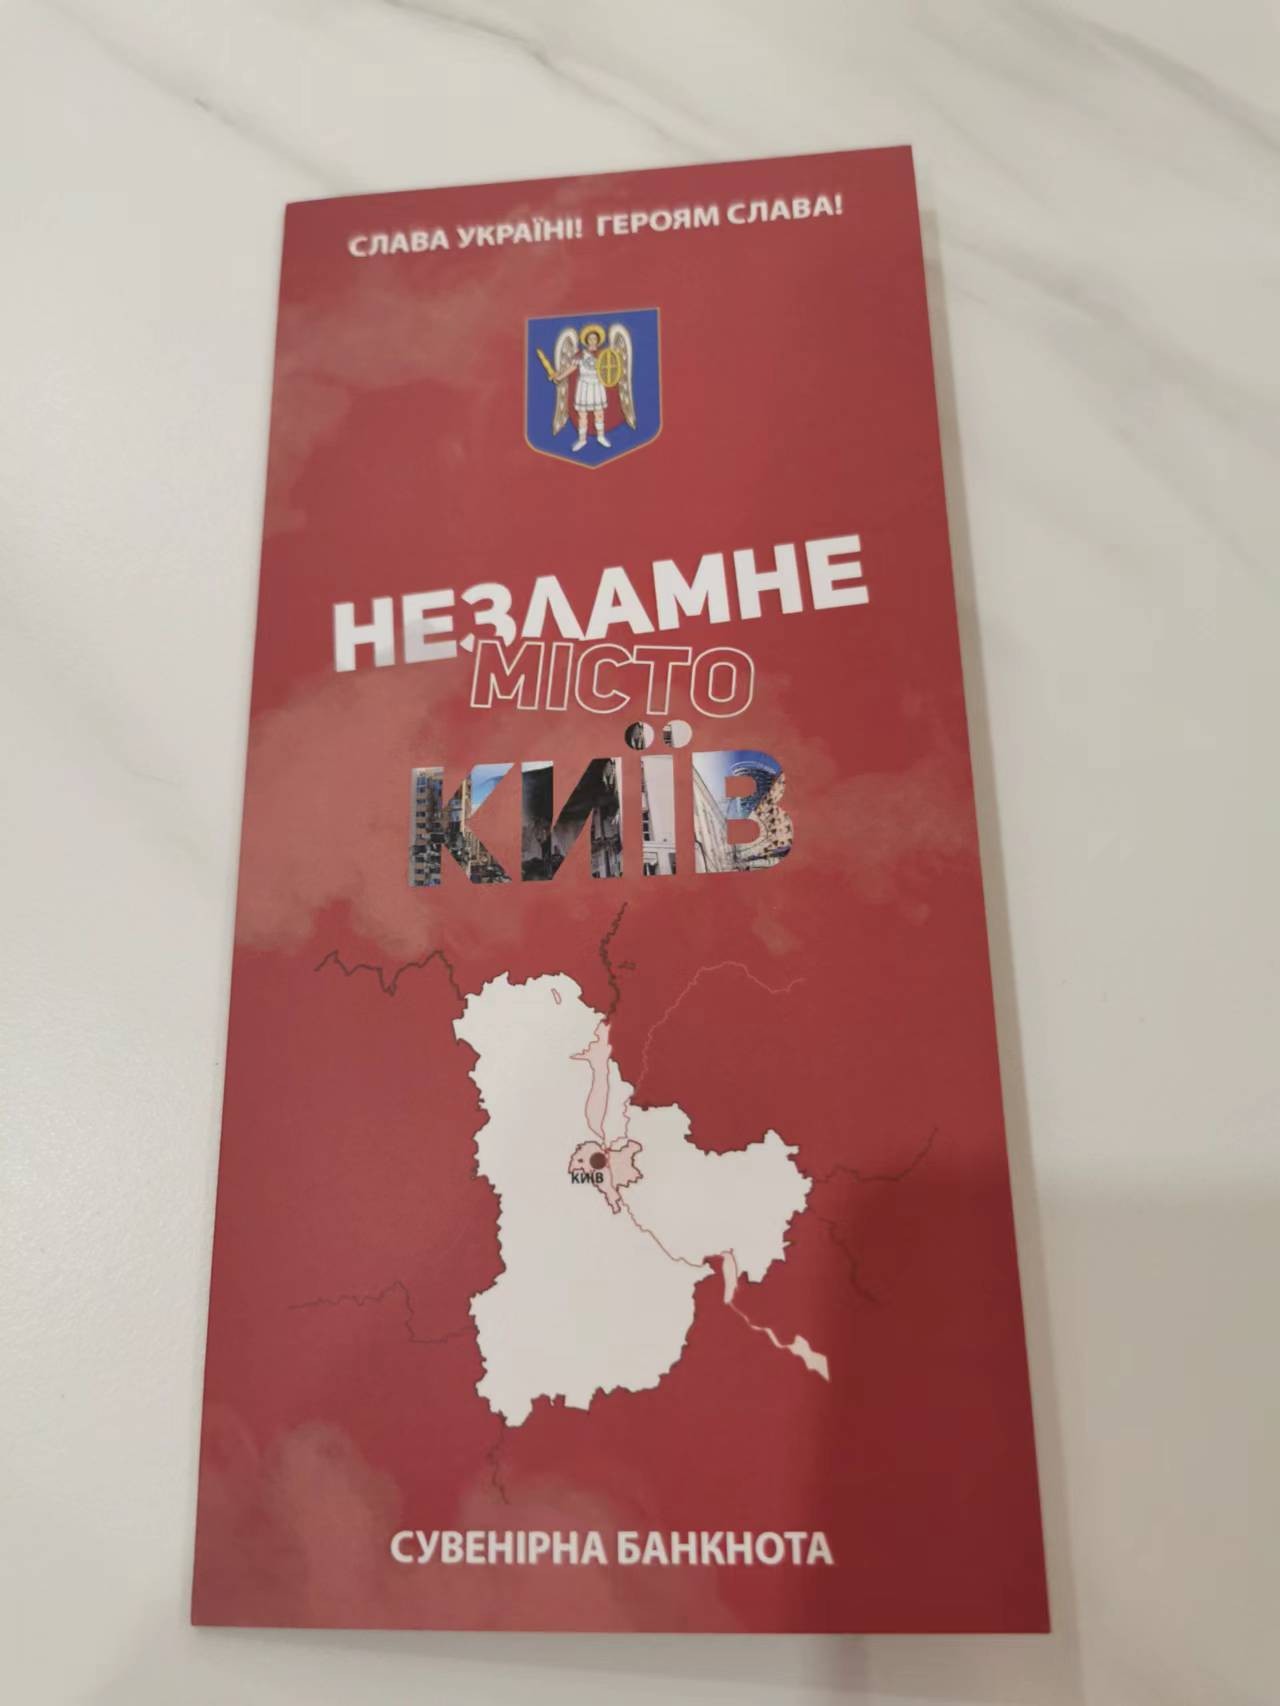 СЛАВА УКРАЇНІ! ГЕРОЯМ СЛАВА!
НЕЗЛАМНЕ
МІСТО
КИЇВ
КИЇВ
СУВЕНІРНА БАНКНОТА